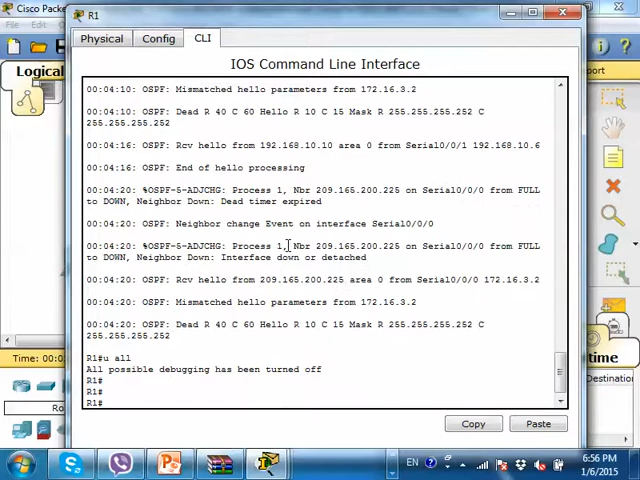 Cisco Packe
R1
File
Edit
Physical
Config
CLI
Logical
IOS Command Line Interface
00:04:10: OSPF: Mismatched hello parameters from 172.16.3.2
00:04:10: OSPF: Dead R 40 C 60 Hello R 10 C 15 Mask R 255.255.255.252 C
255.255.255.252
00:04:16: OSPF: Rcv hello from 192.168.10.10 area 0 from Serial0/0/1 192.168.10.6
00:04:16: OSPF: End of hello processing
00:04:20: %OSPF-5-ADJCHG: Process 1, Nbr 209.165.200.225 on Serial0/0/0 from FULL
to DOWN, Neighbor Down: Dead timer expired
00:04:20: OSPF: Neighbor change Event on interface Serial0/0/0
00:04:20: %OSPF-5-ADJCHG: Process 1, Nbr 209.165.200.225 on Serial0/0/0 from FULL
to DOWN, Neighbor Down: Interface down or detached
00:04:20: OSPF: Rcv hello from 209.165.200.225 area 0 from Serial0/0/0 172.16.3.2
00:04:20: OSPF: Mismatched hello parameters from 172.16.3.2
00:04:20: OSPF: Dead R 40 C 60 Hello R 10 C 15 Mask R 255.255.255.252 C
255.255.255.252
R1#u all
All possible debugging has been turned off
R1#
R1#
R1#
Copy
Paste
port
Time: 00:0
time
Destination
Ro
EN
6:56 PM
1/6/2015